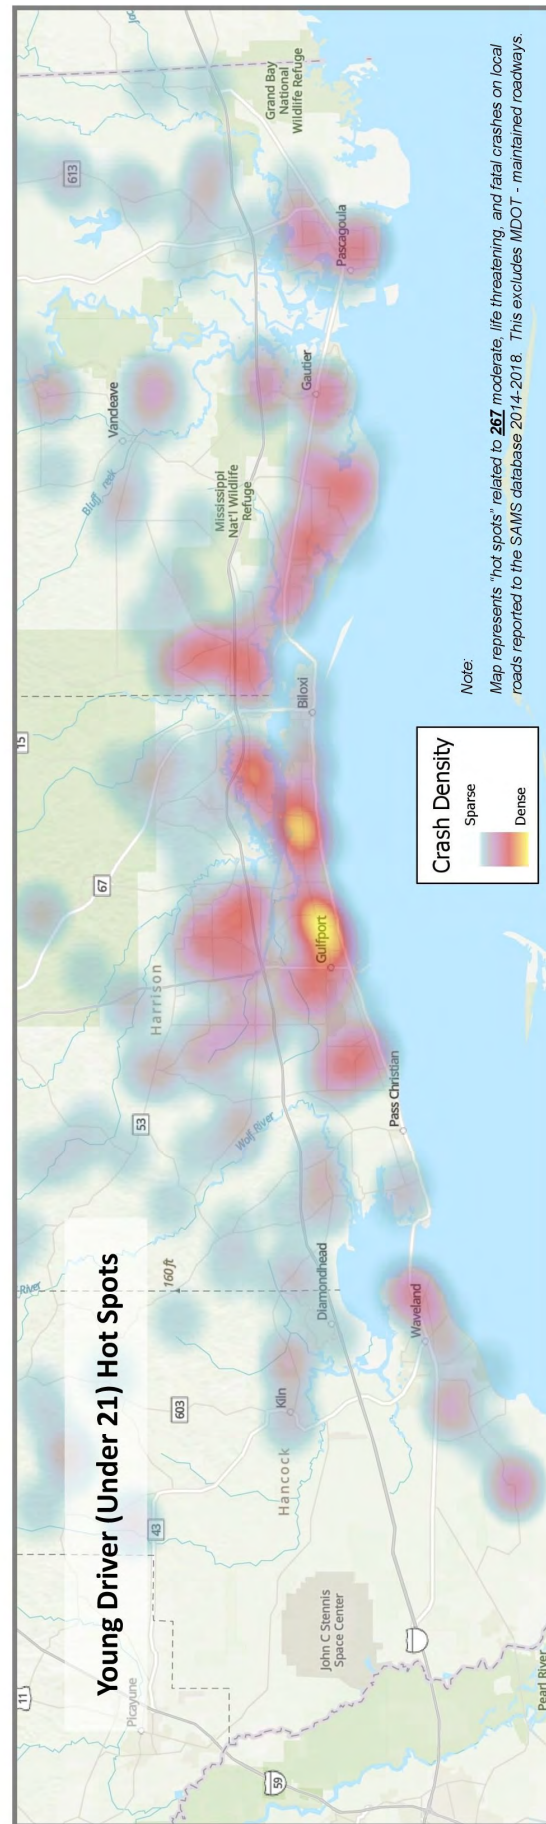 Young Driver (Under 21) Hot Spots
11
Picayune
59
Pearl River
43
John C Stennis
Space Center
Hancock
603
Kiln
160 ft
River
Diamondhead
Waveland
53
Wolf River
Pass Christian
Harrison
67
Gulfport
15
Biloxi
Bluff
Vancleave
Mississippi
Nat'l Wildlife
Refuge
Gautier
613
Pascagoula
Grand Bay
National
Wildlife Refuge
Crash Density
Sparse
Dense
Note:
Map represents "hot spots" related to 267 moderate, life threatening, and fatal crashes on local
roads reported to the SAMS database 2014-2018. This excludes MDOT - maintained roadways.